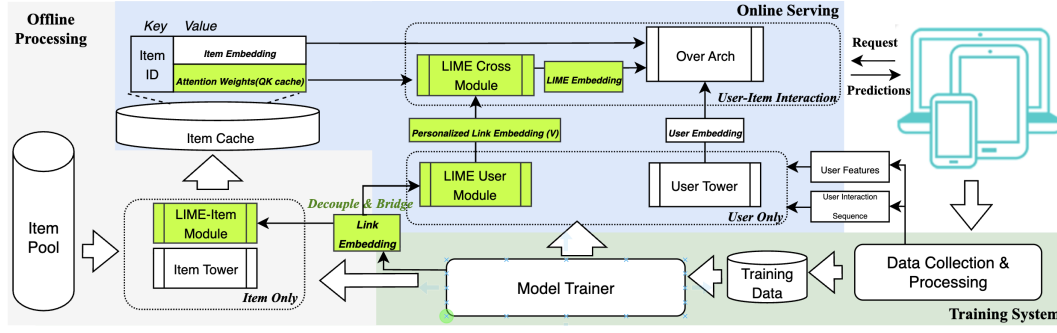 Offline
Processing
Online Serving
Key Value
Item
ID
Item Embedding
Attention Weights(QK cache)
Item Cache
LIME Cross
Module
LIME Embedding
Over Arch
User-Item Interaction
Request
Predictions
Personalized Link Embedding (V)
User Embedding
LIME User
Module
User Tower
User Only
User Features
User Interaction
Sequence
Decouple & Bridge
Link
Embedding
Item
Pool
LIME-Item
Module
Item Tower
Item Only
Model Trainer
Training
Data
Data Collection &
Processing
Training System